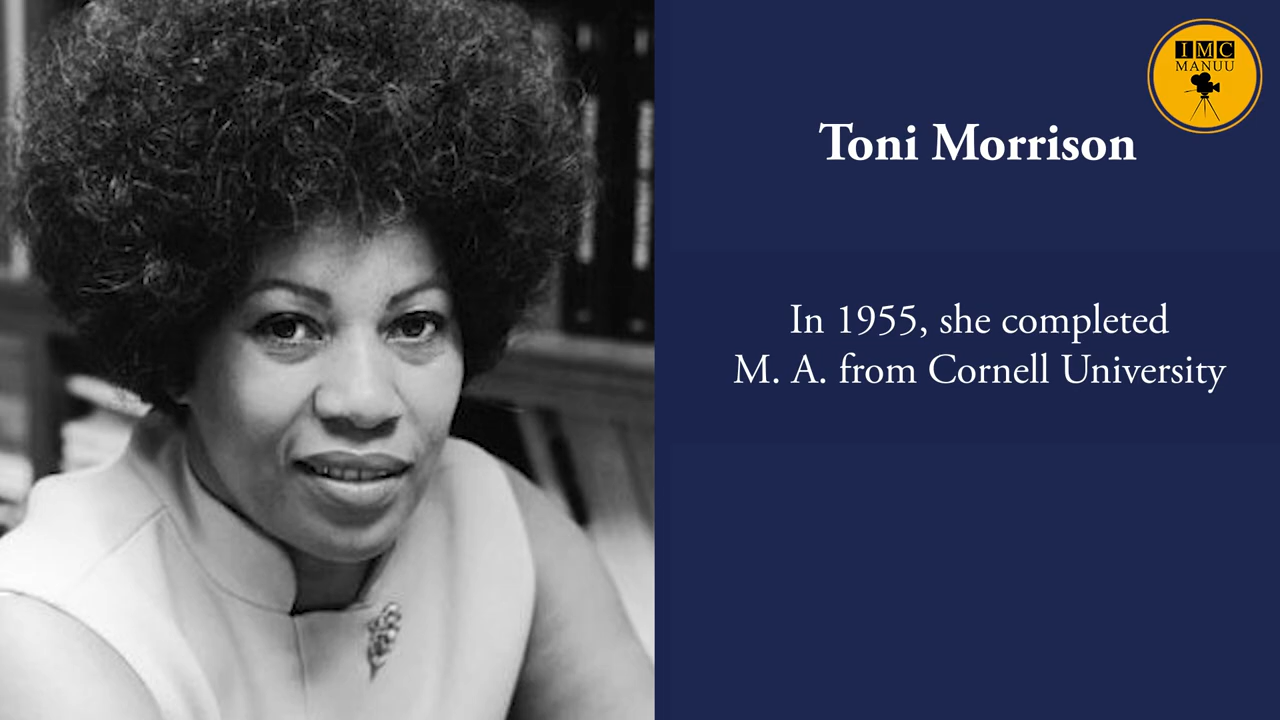 IMC
MANUU
Toni Morrison
In 1955, she completed
M. A. from Cornell University